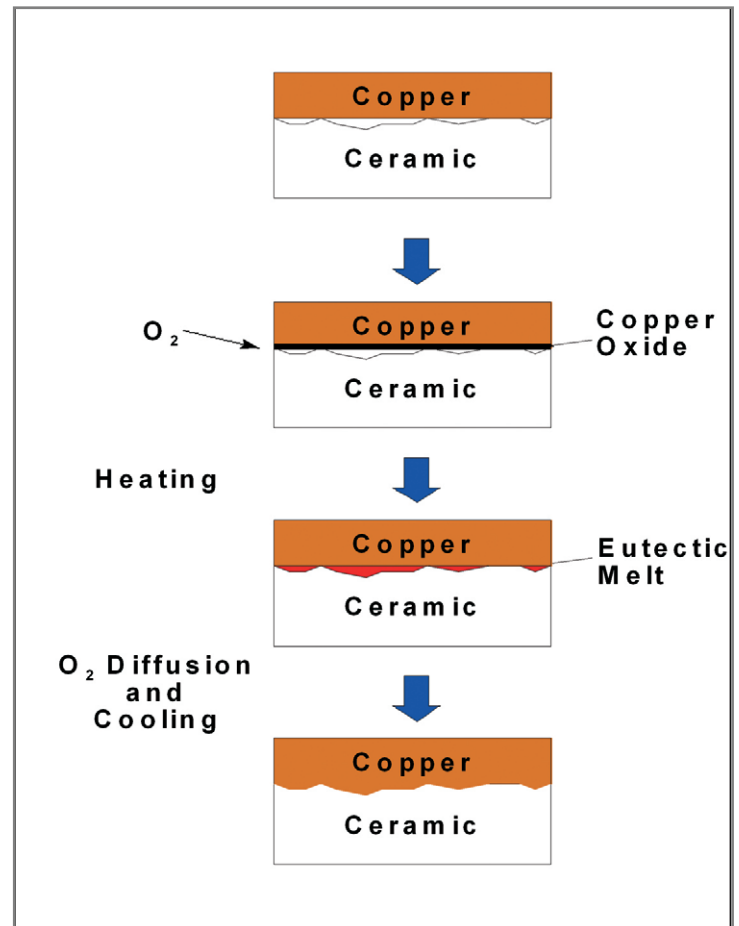 Copper
Ceramic
O₂
Copper
Copper
Oxide
Ceramic
Heating
Copper
Eutectic
Melt
Ceramic
O₂ Diffusion
and
Cooling
Copper
Ceramic